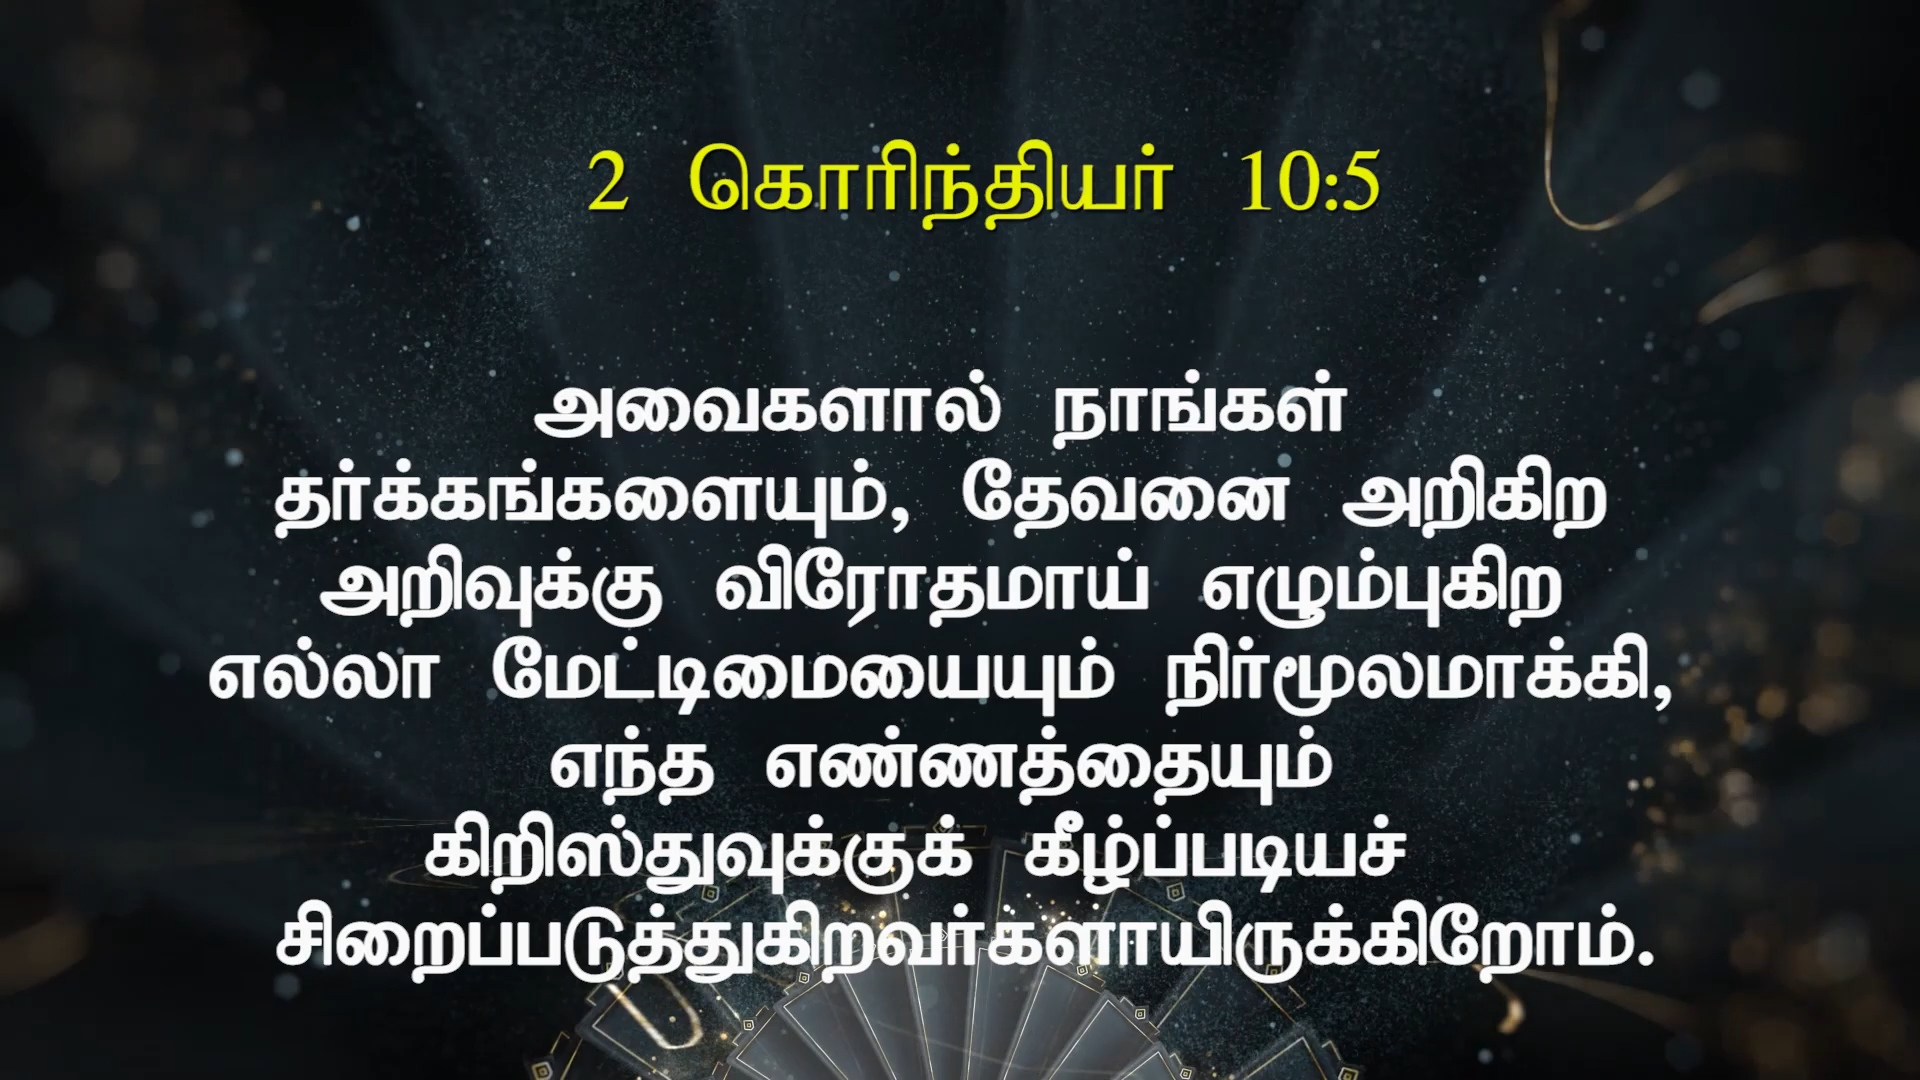 2 கொரிந்தியர் 10:5
அவைகளால் நாங்கள்
தர்க்கங்களையும், தேவனை அறிகிற
அறிவுக்கு விரோதமாய் எழும்புகிற
எல்லா மேட்டிமையையும் நிர்மூலமாக்கி,
எந்த எண்ணத்தையும்
கிறிஸ்துவுக்குக் கீழ்ப்படியச்
சிறைப்படுத்துகிறவர்களாயிருக்கிறோம்.